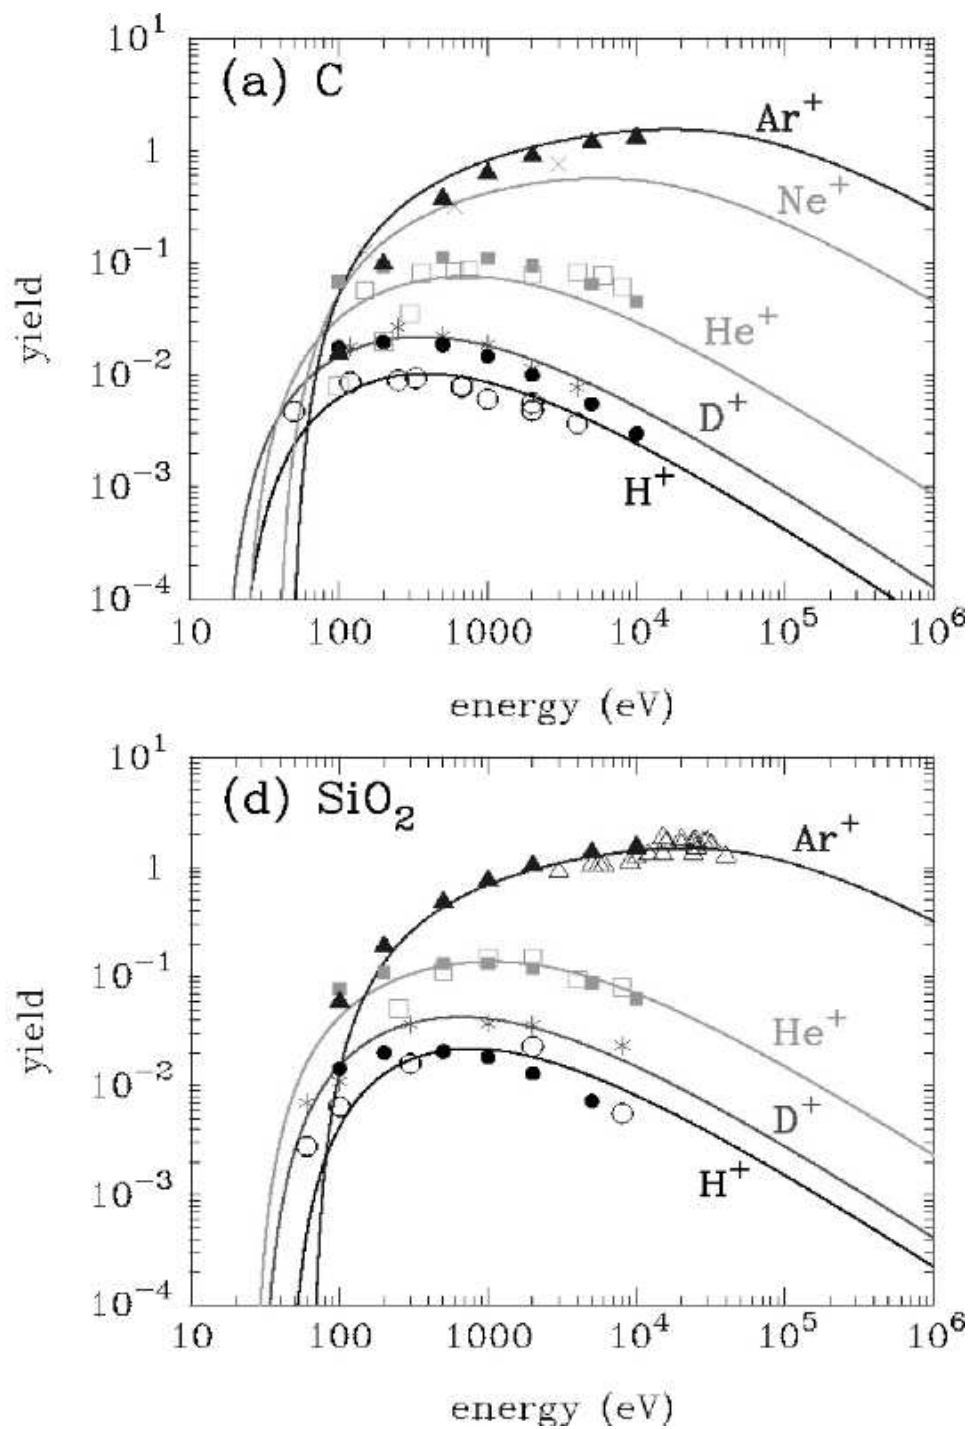 (a) C
10^1
1
10^-1
10^-2
10^-3
10^-4
yield
Ar^+
Ne^+
He^+
D^+
H^+
10 100 1000 10^4 10^5 10^6
energy (eV)
(d) SiO_2
10^1
1
10^-1
10^-2
10^-3
10^-4
yield
Ar^+
He^+
D^+
H^+
10 100 1000 10^4 10^5 10^6
energy (eV)